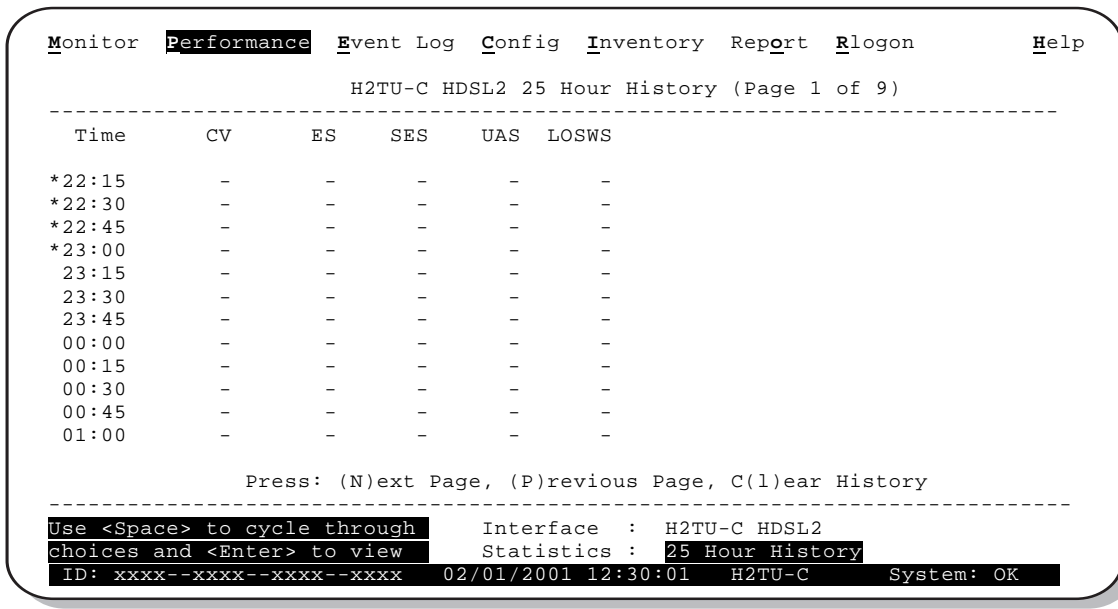 Monitor Performance Event Log Config Inventory Report Rlogon Help
H2TU-C HDSL2 25 Hour History (Page 1 of 9)
--------------------------------------------------------------------------------
Time CV ES SES UAS LOSWS
*22:15 - - - - -
*22:30 - - - - -
*22:45 - - - - -
*23:00 - - - - -
23:15 - - - - -
23:30 - - - - -
23:45 - - - - -
00:00 - - - - -
00:15 - - - - -
00:30 - - - - -
00:45 - - - - -
01:00 - - - - -
Press: (N)ext Page, (P)revious Page, C(l)ear History
--------------------------------------------------------------------------------
Use <Space> to cycle through Interface : H2TU-C HDSL2
choices and <Enter> to view Statistics : 25 Hour History
ID: xxxx--xxxx--xxxx--xxxx 02/01/2001 12:30:01 H2TU-C System: OK